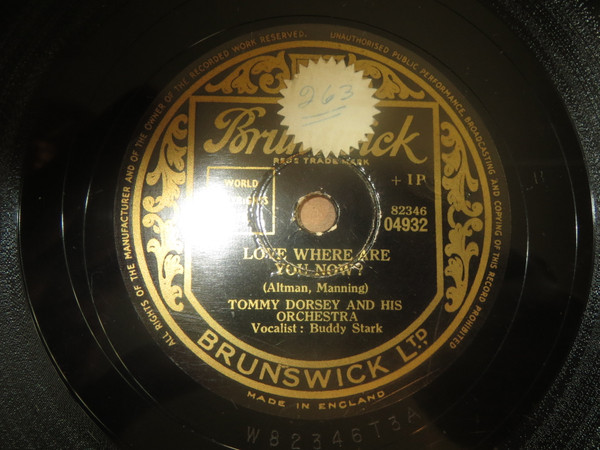 ALL RIGHTS OF THE MANUFACTURER AND OF THE OWNER OF THE RECORDED WORK RESERVED. UNAUTHORISED PUBLIC PERFORMANCE, BROADCASTING AND COPYING OF THIS RECORD PROHIBITED
263
Brunswick
REGD TRADE MARK
+ 1P
WORLD
82346
04932
LOVE WHERE ARE
YOU NOW?
(Altman, Manning)
TOMMY DORSEY AND HIS
ORCHESTRA
Vocalist : Buddy Stark
BRUNSWICK LTD
MADE IN ENGLAND
W82346T3A